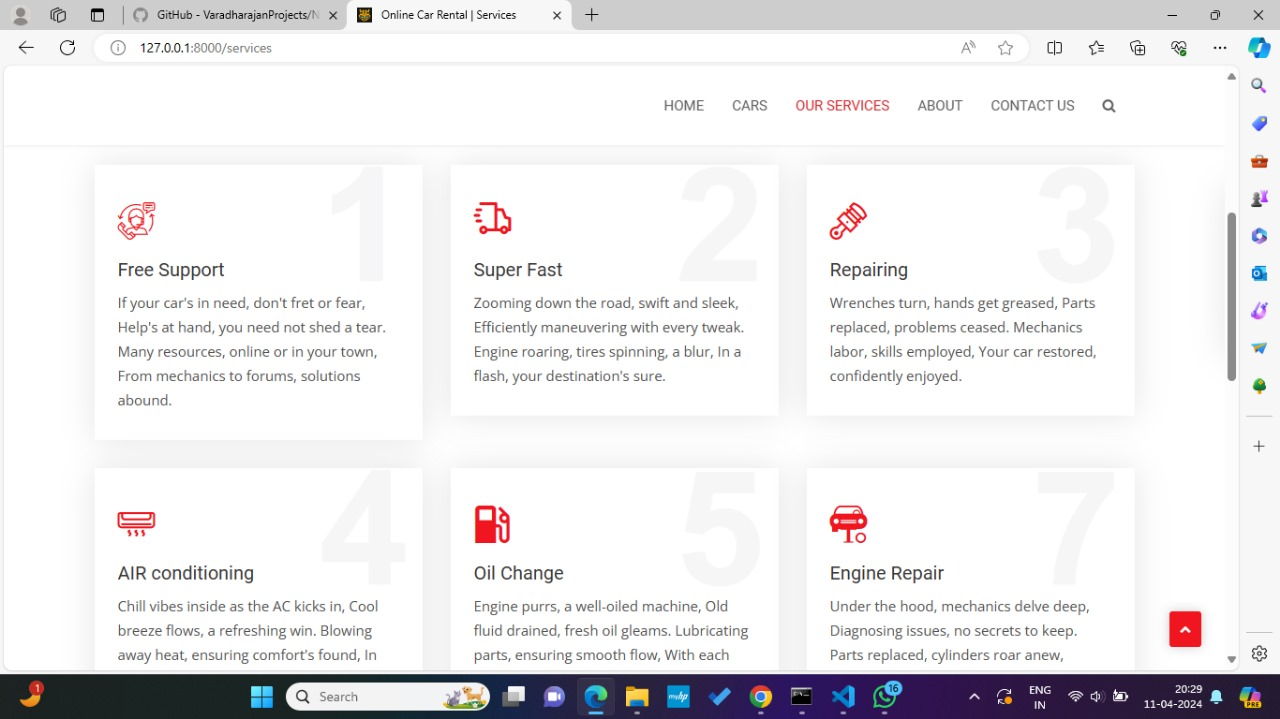 GitHub - VaradharajanProjects/N
Online Car Rental | Services
127.0.0.1:8000/services
HOME CARS OUR SERVICES ABOUT CONTACT US
1
Free Support
If your car's in need, don't fret or fear,
Help's at hand, you need not shed a tear.
Many resources, online or in your town,
From mechanics to forums, solutions
abound.
2
Super Fast
Zooming down the road, swift and sleek,
Efficiently maneuvering with every tweak.
Engine roaring, tires spinning, a blur, In a
flash, your destination's sure.
3
Repairing
Wrenches turn, hands get greased, Parts
replaced, problems ceased. Mechanics
labor, skills employed, Your car restored,
confidently enjoyed.
4
AIR conditioning
Chill vibes inside as the AC kicks in, Cool
breeze flows, a refreshing win. Blowing
away heat, ensuring comfort's found, In
5
Oil Change
Engine purrs, a well-oiled machine, Old
fluid drained, fresh oil gleams. Lubricating
parts, ensuring smooth flow, With each
7
Engine Repair
Under the hood, mechanics delve deep,
Diagnosing issues, no secrets to keep.
Parts replaced, cylinders roar anew,
1
Search
myhp
16
ENG
IN
20:29
11-04-2024
PRE